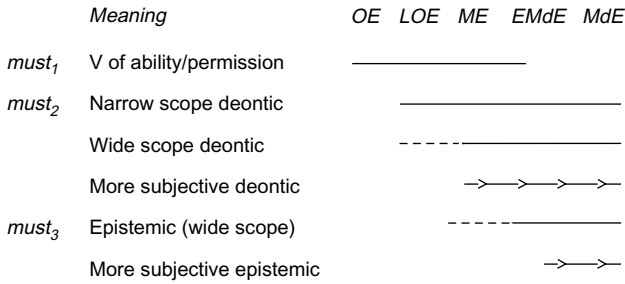 Meaning OE LOE ME EMdE MdE
must1 V of ability/permission
must2 Narrow scope deontic
Wide scope deontic
More subjective deontic
must3 Epistemic (wide scope)
More subjective epistemic